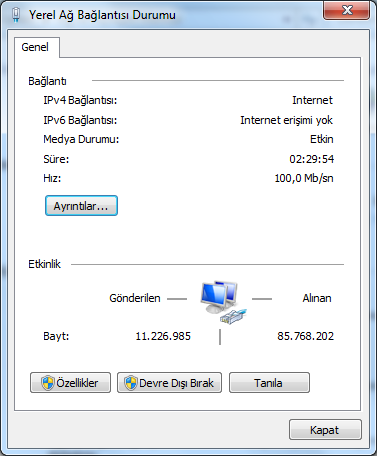 Yerel Ağ Bağlantısı Durumu
Genel
Bağlantı
IPv4 Bağlantısı: Internet
IPv6 Bağlantısı: Internet erişimi yok
Medya Durumu: Etkin
Süre: 02:29:54
Hız: 100,0 Mb/sn
Ayrıntılar...
Etkinlik
Gönderilen Alınan
Bayt: 11.226.985 85.768.202
Özellikler Devre Dışı Bırak Tanıla
Kapat